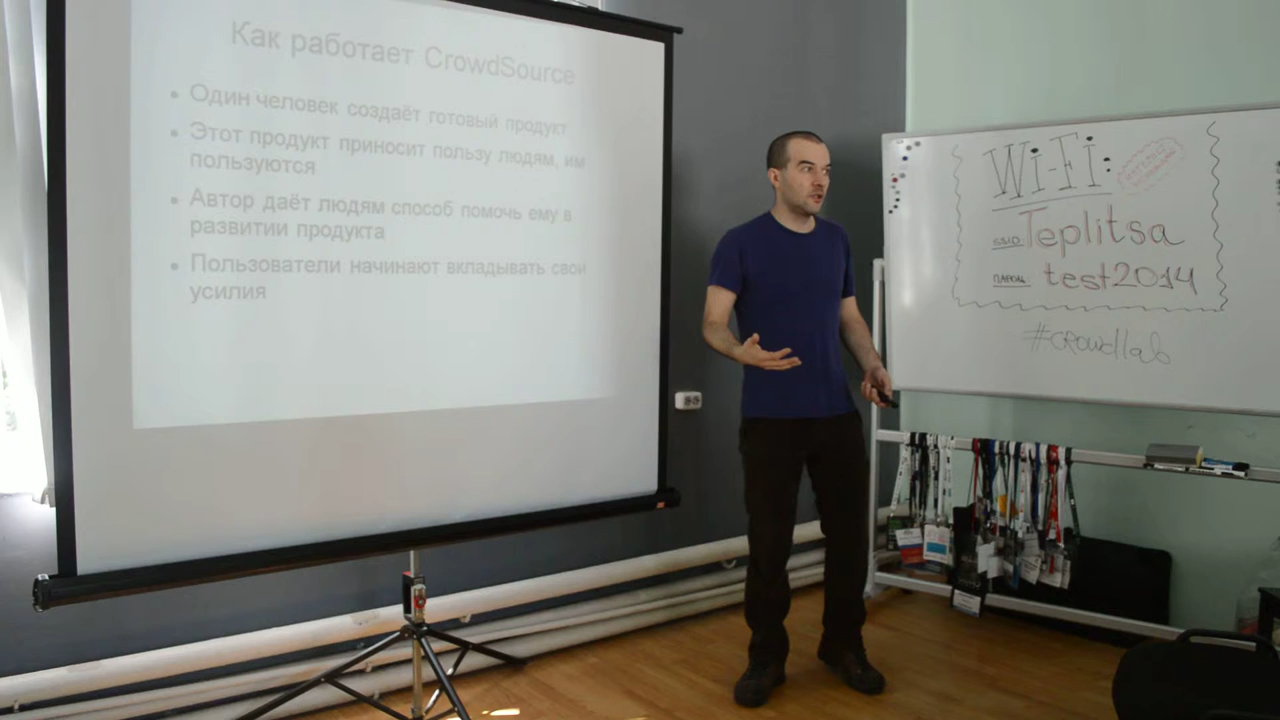 Как работает CrowdSource
Один человек создаёт готовый продукт
Этот продукт приносит пользу людям, им
пользуются
Автор даёт людям способ помочь ему в
развитии продукта
Пользователи начинают вкладывать свои
усилия
Wi-Fi:
SSID Teplitsa
ПАРОЛЬ test2014
#CROWDlab